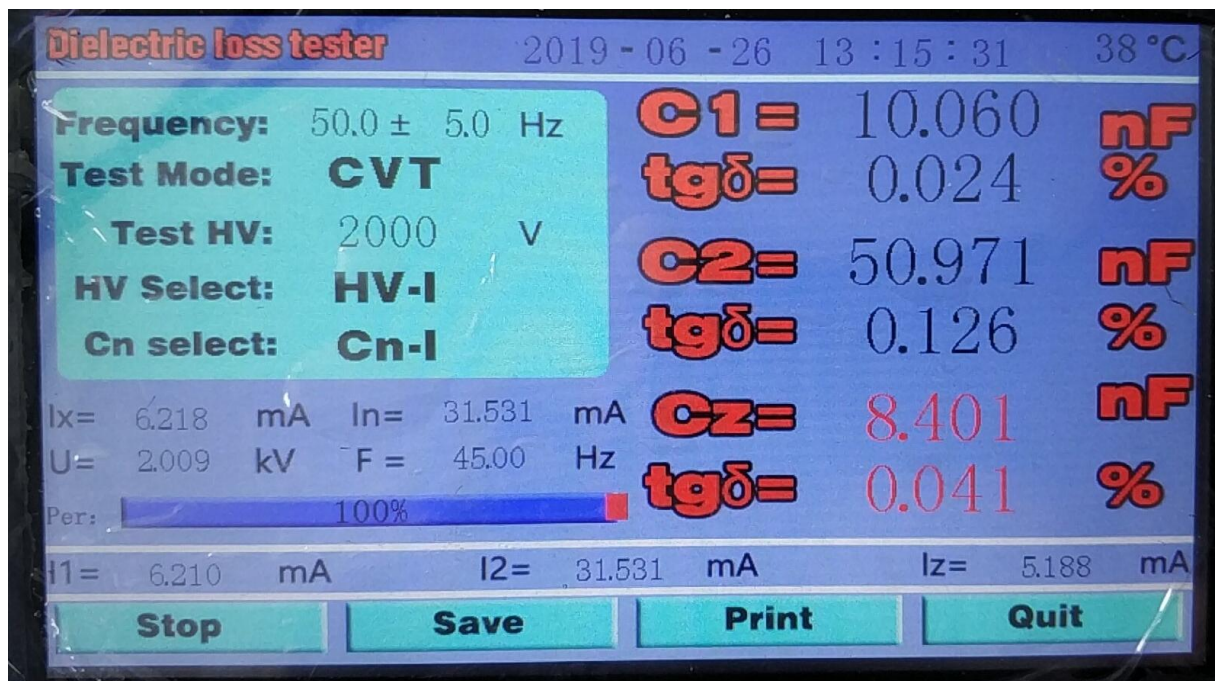 Dielectric loss tester 2019-06-26 13:15:31 38°C
Frequency: 50.0 ± 5.0 Hz
Test Mode: CVT
Test HV: 2000 V
HV Select: HV-I
Cn select: Cn-I
C1= 10.060 nF
tgδ= 0.024 %
C2= 50.971 nF
tgδ= 0.126 %
Cz= 8.401 nF
tgδ= 0.041 %
Ix= 6.218 mA In= 31.531 mA
U= 2.009 kV F= 45.00 Hz
Per: 100%
I1= 6.210 mA I2= 31.531 mA Iz= 5.188 mA
Stop Save Print Quit